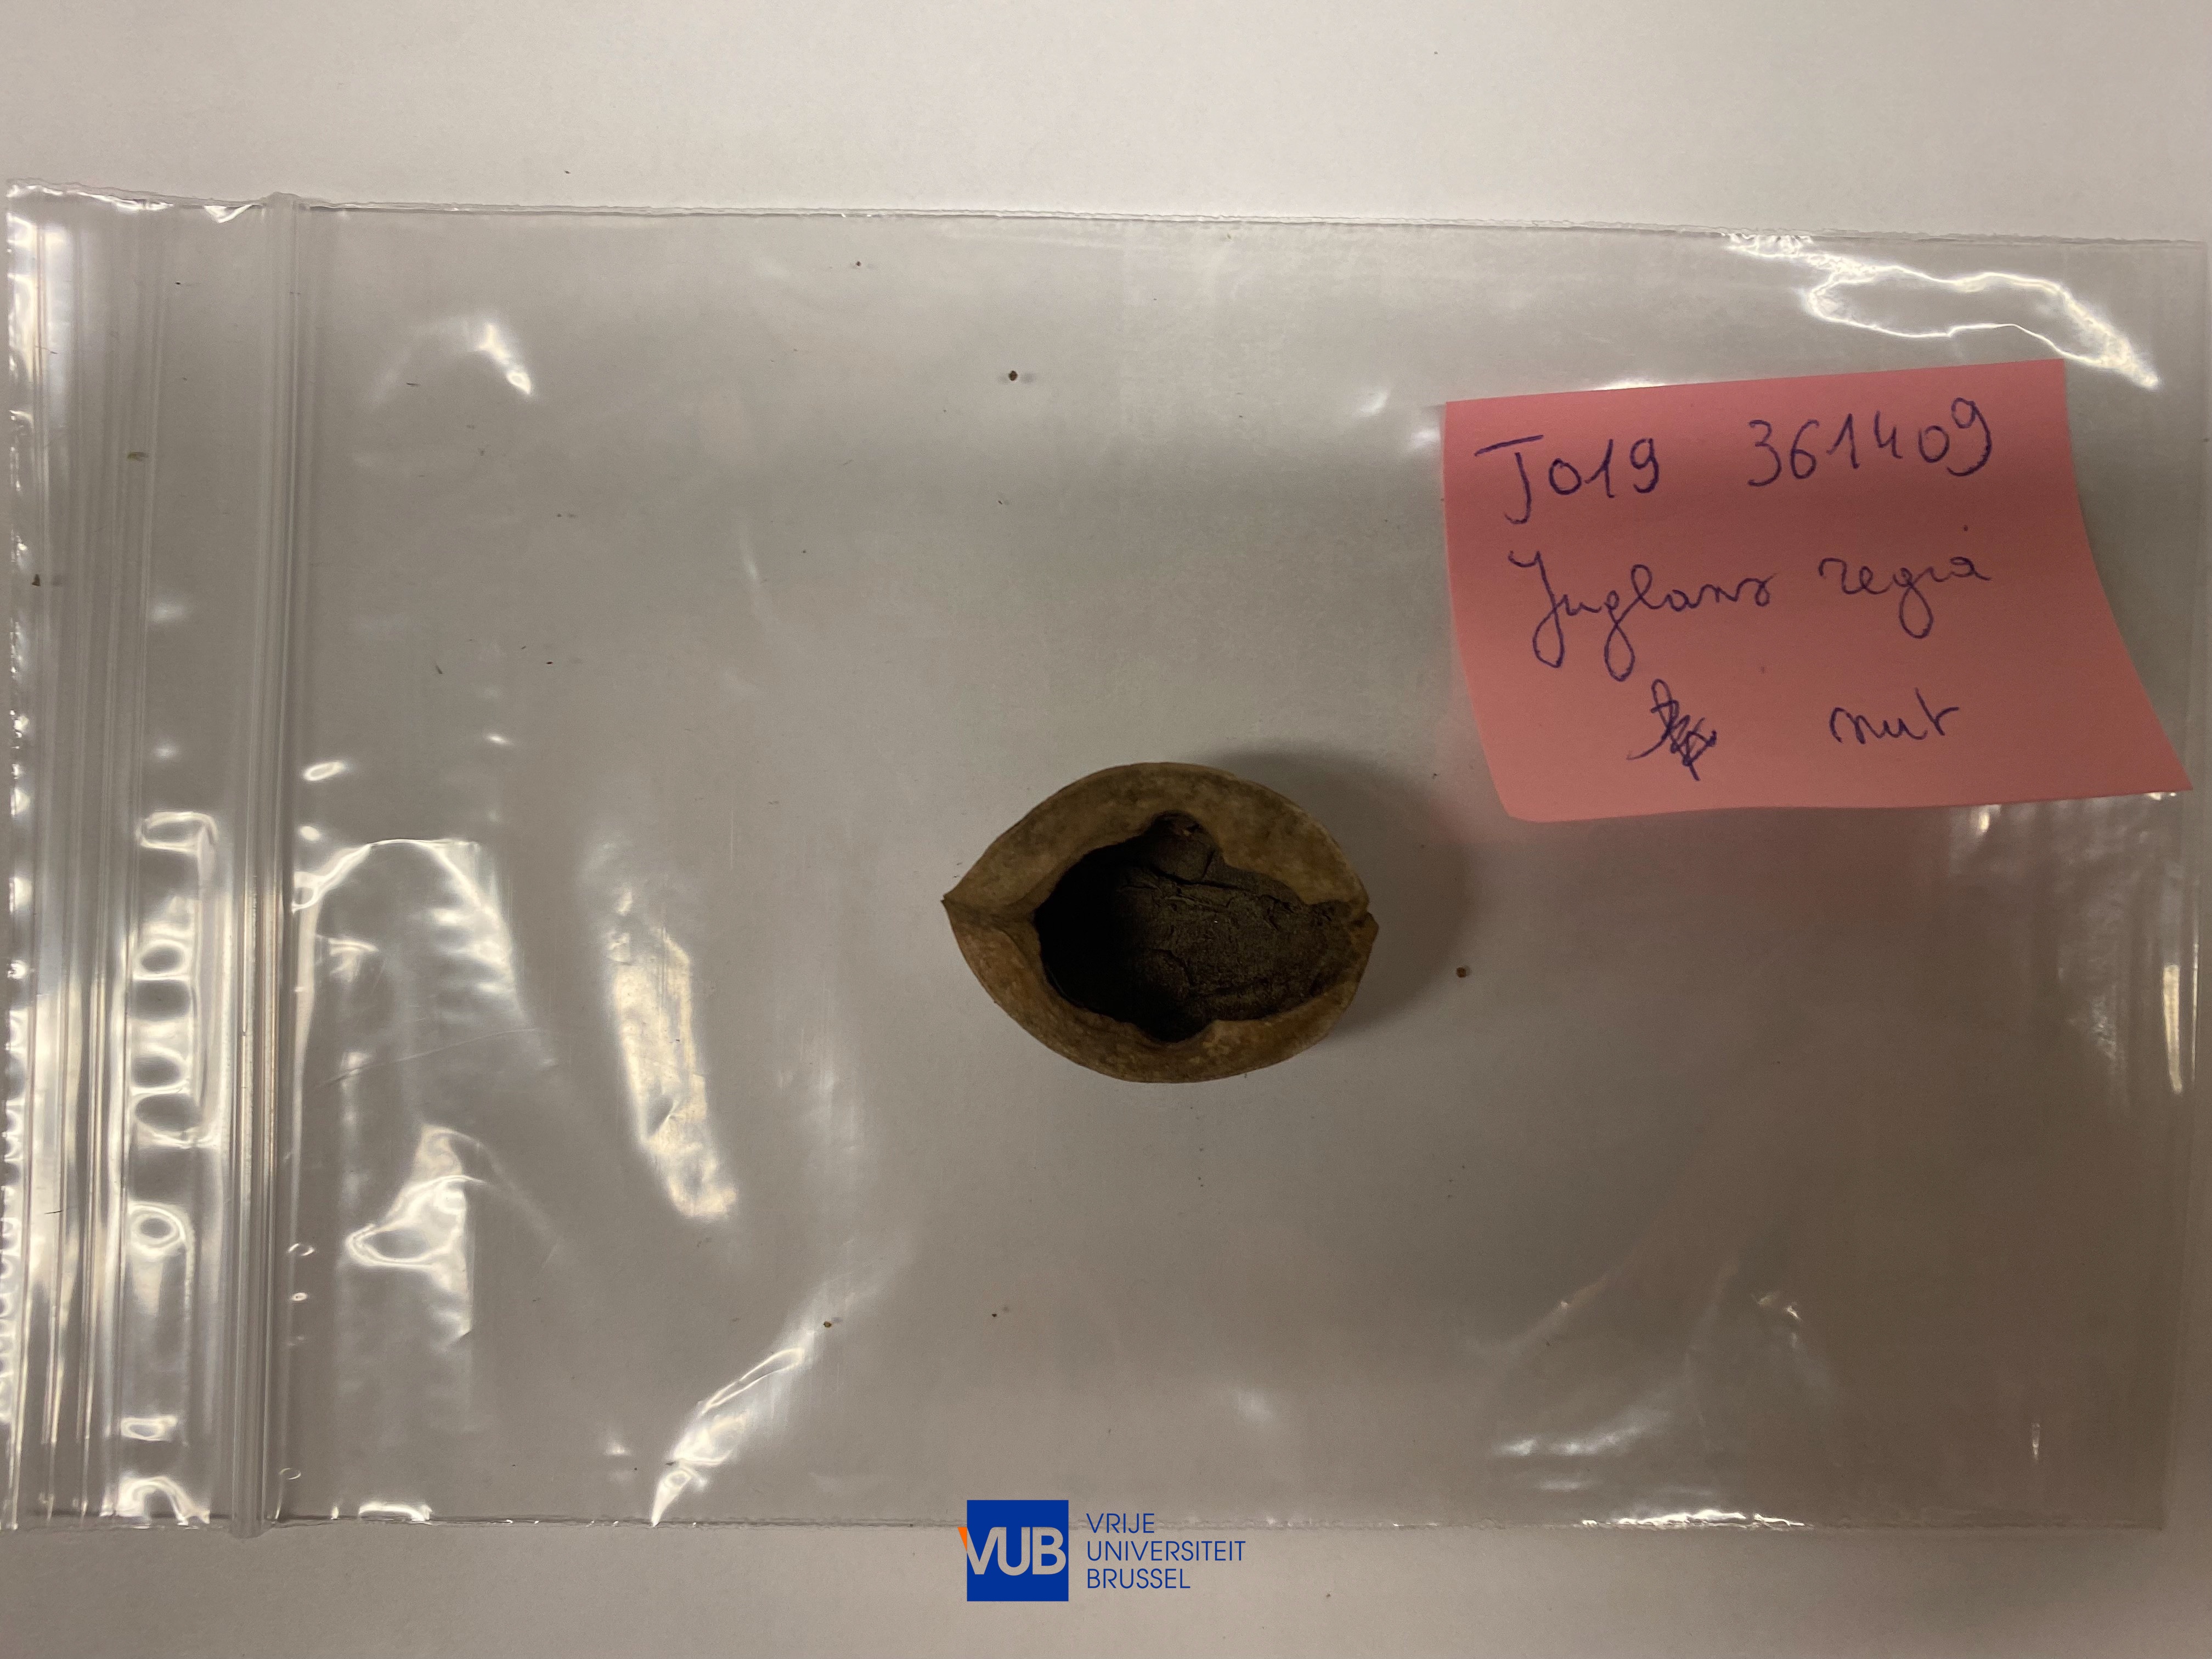 J019 361409
Juglans regia
nut
VUB
VRIJE
UNIVERSITEIT
BRUSSEL